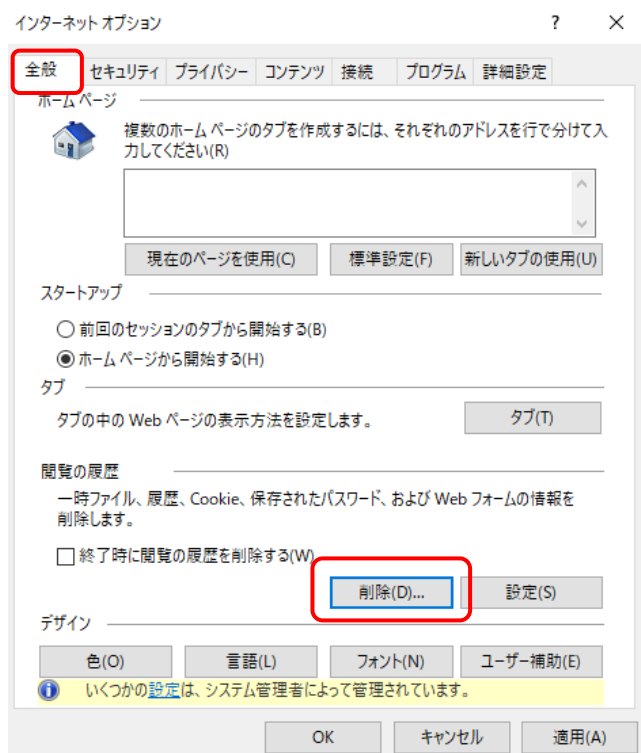 インターネット オプション ? ×
全般 セキュリティ プライバシー コンテンツ 接続 プログラム 詳細設定
ホーム ページ
複数のホーム ページのタブを作成するには、それぞれのアドレスを行で分けて入
力してください(R)
現在のページを使用(C) 標準設定(F) 新しいタブの使用(U)
スタートアップ
前回のセッションのタブから開始する(B)
ホーム ページから開始する(H)
タブ
タブの中の Web ページの表示方法を設定します。 タブ(T)
閲覧の履歴
一時ファイル、履歴、Cookie、保存されたパスワード、および Web フォームの情報を
削除します。
終了時に閲覧の履歴を削除する(W)
削除(D)... 設定(S)
デザイン
色(O) 言語(L) フォント(N) ユーザー補助(E)
いくつかの設定は、システム管理者によって管理されています。
OK キャンセル 適用(A)